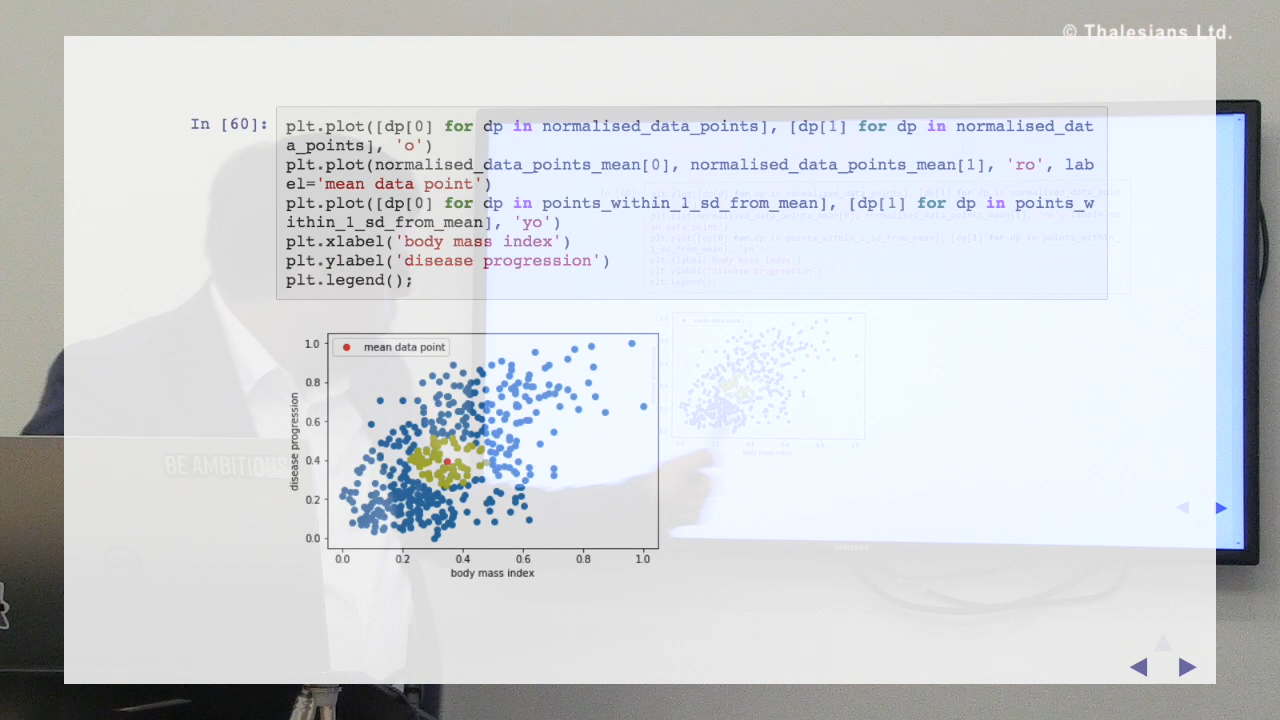 © Thalesians Ltd.
In [60]:
plt.plot([dp[0] for dp in normalised_data_points], [dp[1] for dp in normalised_dat
a_points], 'o')
plt.plot(normalised_data_points_mean[0], normalised_data_points_mean[1], 'ro', lab
el='mean data point')
plt.plot([dp[0] for dp in points_within_1_sd_from_mean], [dp[1] for dp in points_w
ithin_1_sd_from_mean], 'yo')
plt.xlabel('body mass index')
plt.ylabel('disease progression')
plt.legend();
mean data point
1.0
0.8
0.6
0.4
0.2
0.0
disease progression
0.0 0.2 0.4 0.6 0.8 1.0
body mass index
BE AMBITIOUS